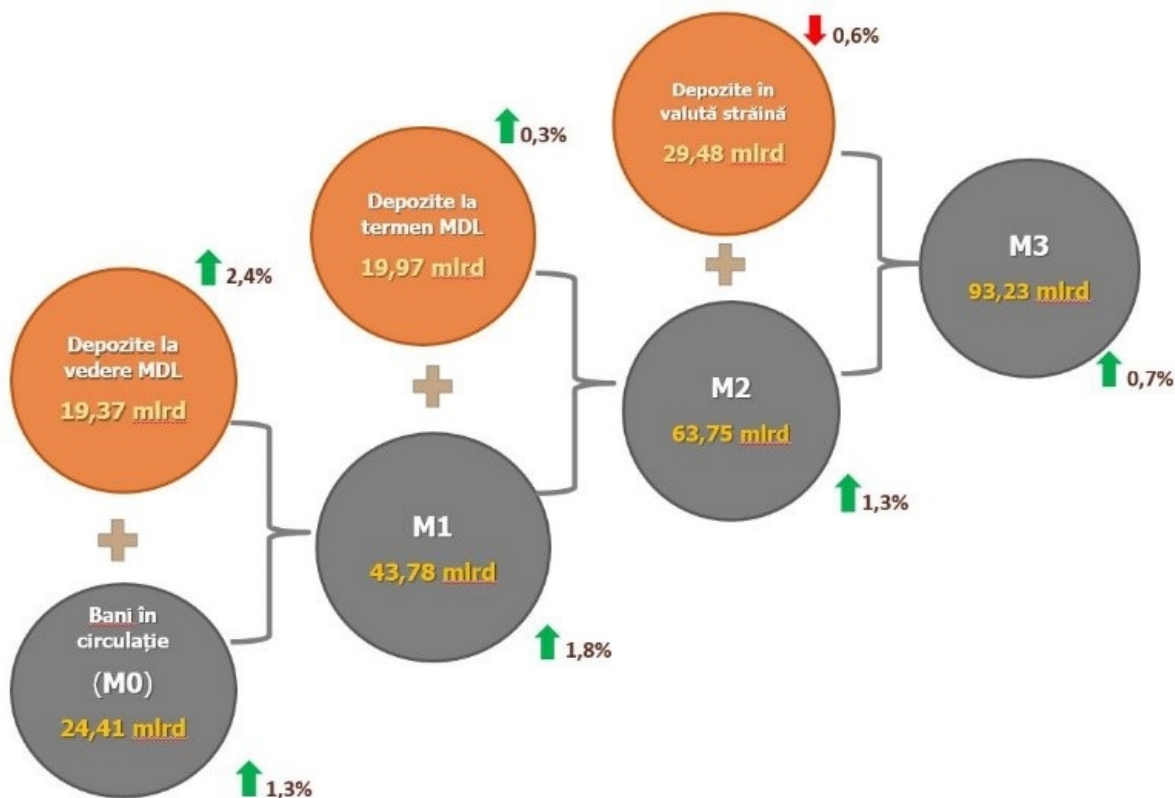 0,6%
Depozite în
valută străină
29,48 mlrd
0,3%
Depozite la
termen MDL
19,97 mlrd
M3
93,23 mlrd
0,7%
2,4%
Depozite la
vedere MDL
19,37 mlrd
M2
63,75 mlrd
1,3%
M1
43,78 mlrd
1,8%
Bani în
circulație
(M0)
24,41 mlrd
1,3%